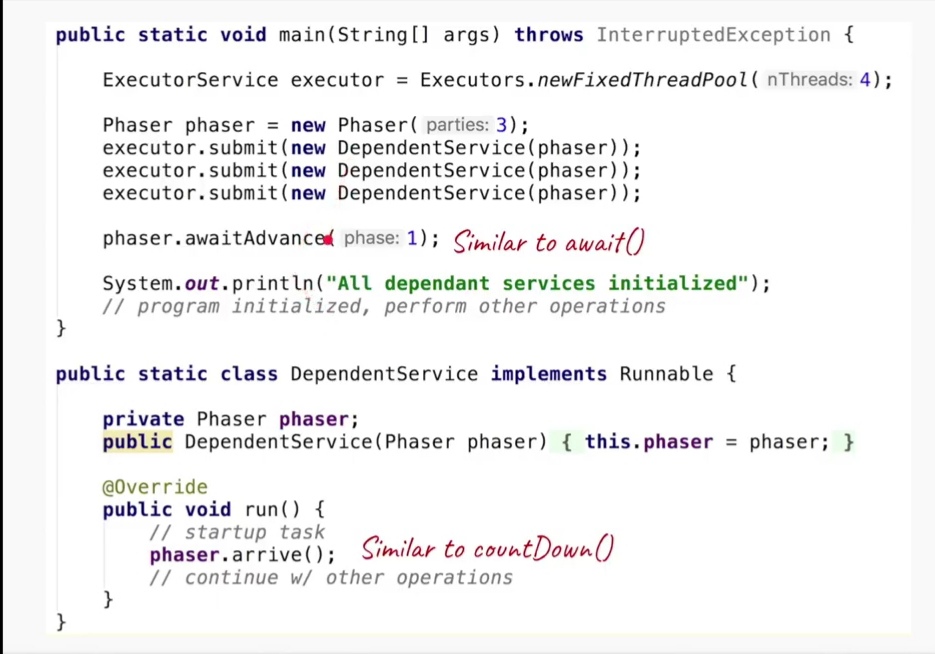 public static void main(String[] args) throws InterruptedException {
ExecutorService executor = Executors.newFixedThreadPool( nThreads: 4);
Phaser phaser = new Phaser( parties: 3);
executor.submit(new DependentService(phaser));
executor.submit(new DependentService(phaser));
executor.submit(new DependentService(phaser));
phaser.awaitAdvance( phase: 1); Similar to await()
System.out.println("All dependant services initialized");
// program initialized, perform other operations
}
public static class DependentService implements Runnable {
private Phaser phaser;
public DependentService(Phaser phaser) { this.phaser = phaser; }
@Override
public void run() {
// startup task
phaser.arrive(); Similar to countDown()
// continue w/ other operations
}
}